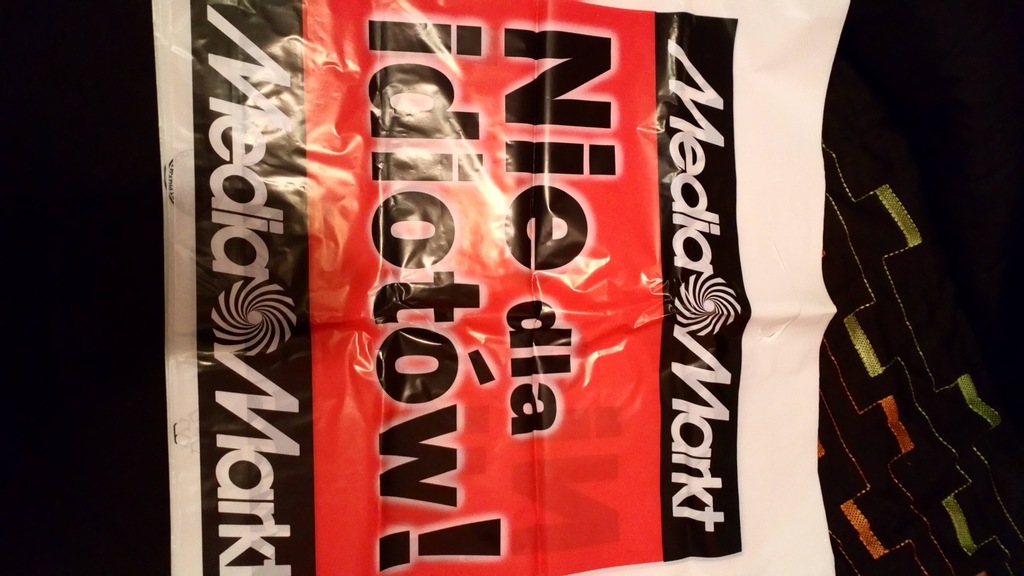 Media Markt
Nie dla
idiotów!
Media Markt